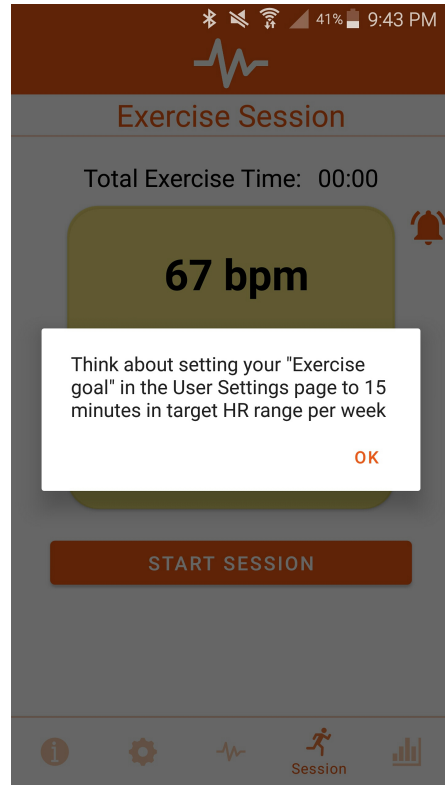 41% 9:43 PM
Exercise Session
Total Exercise Time: 00:00
67 bpm
Think about setting your "Exercise
goal" in the User Settings page to 15
minutes in target HR range per week
OK
START SESSION
Session